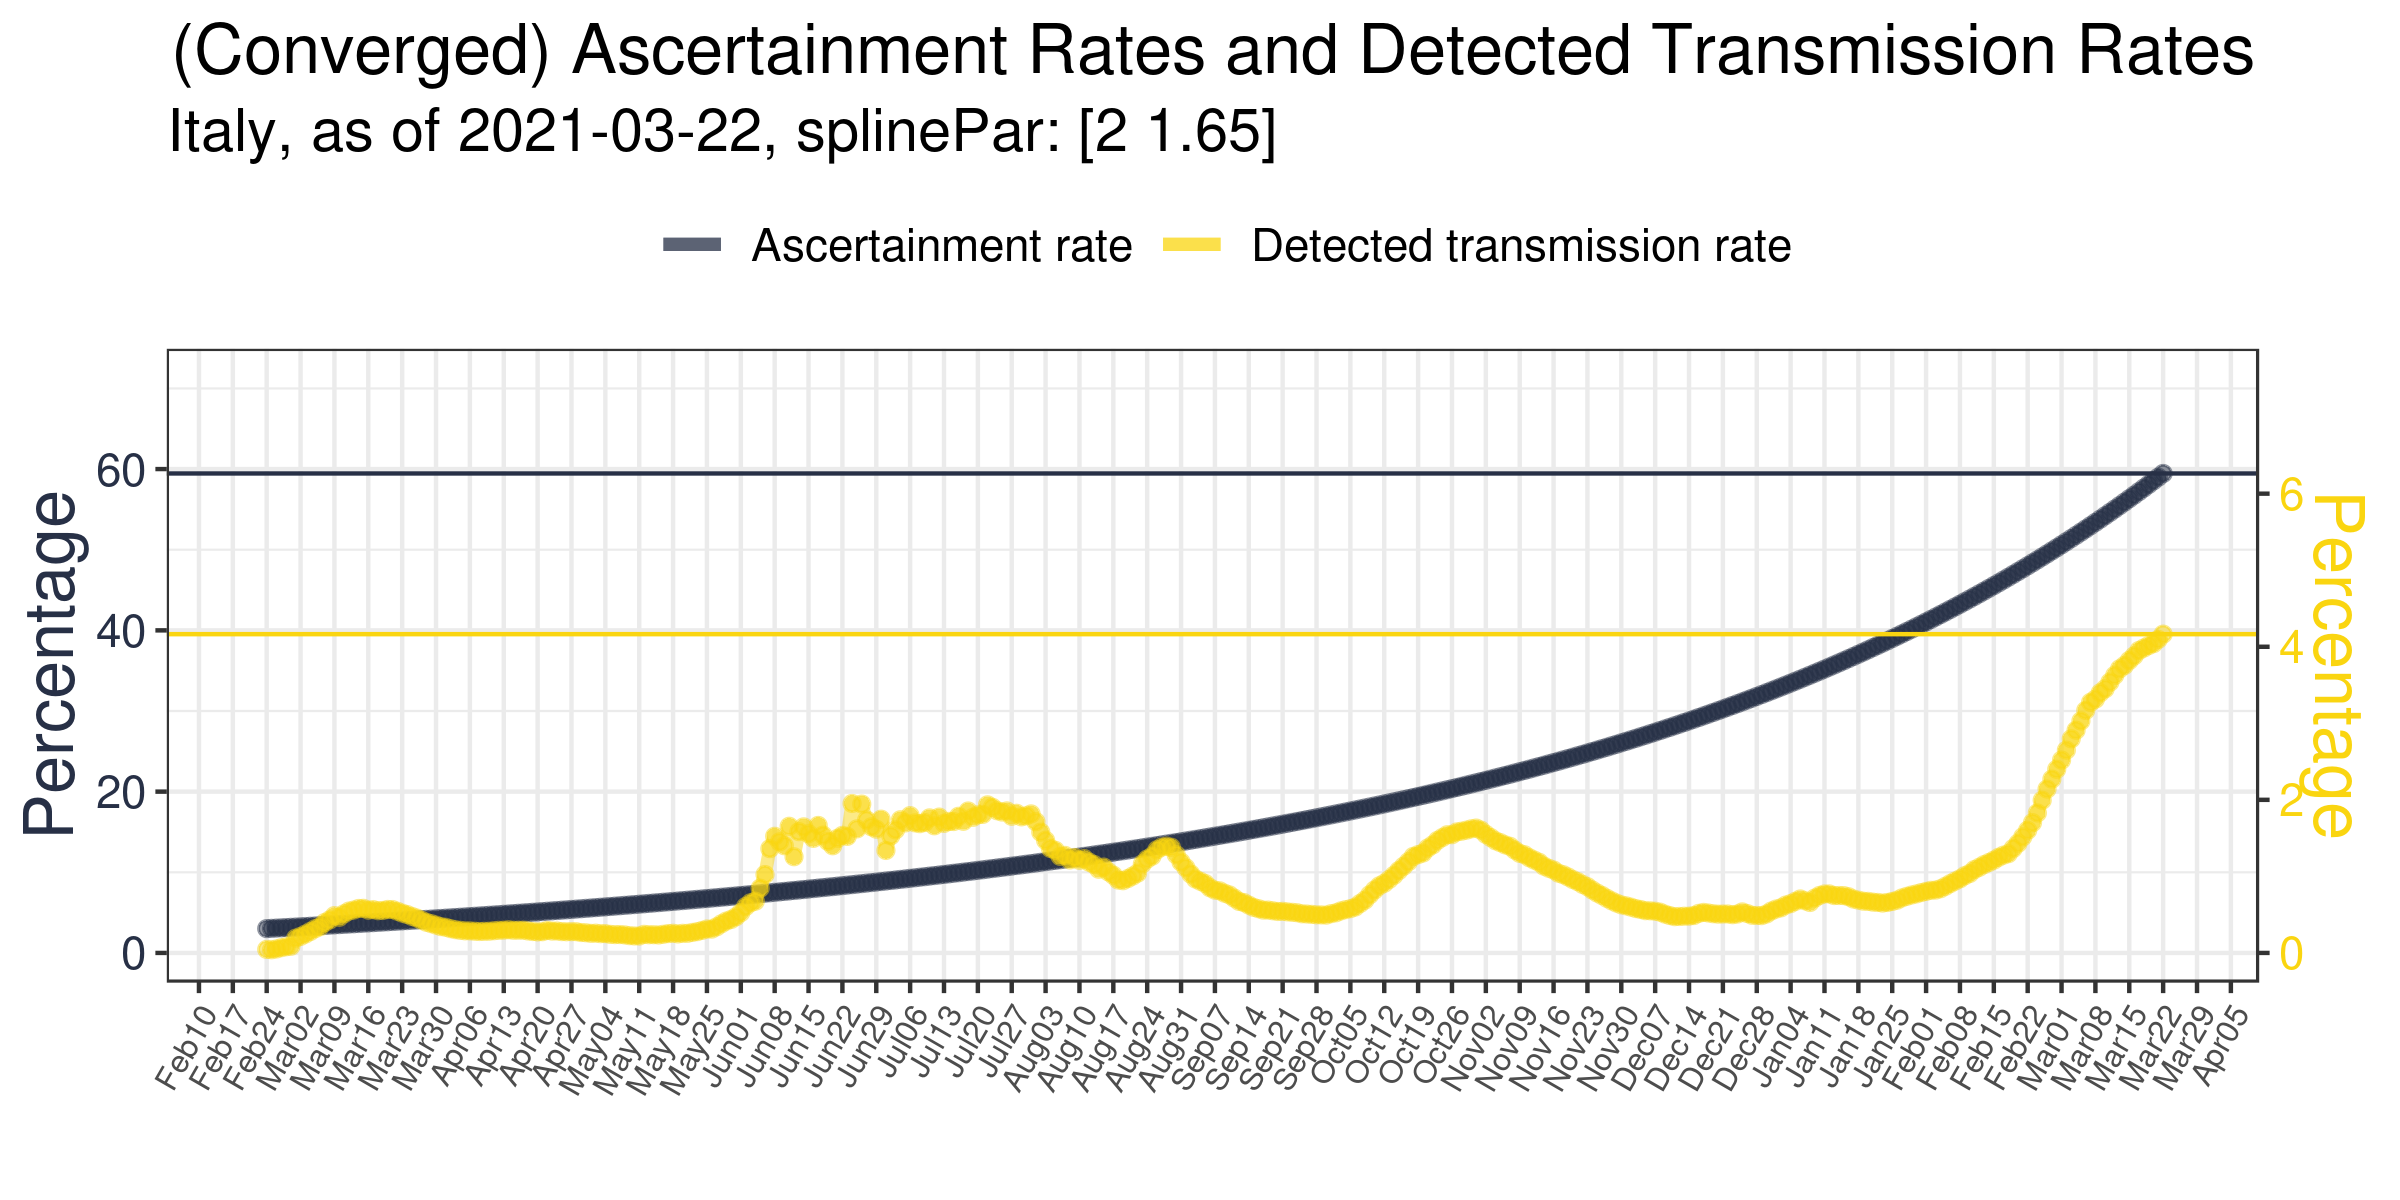 (Converged) Ascertainment Rates and Detected Transmission Rates
Italy, as of 2021-03-22, splinePar: [2 1.65]
Ascertainment rate Detected transmission rate
Percentage
60
40
20
0
6
4
2
0
Percentage
Feb10 Feb17 Feb24 Mar02 Mar09 Mar16 Mar23 Mar30 Apr06 Apr13 Apr20 Apr27 May04 May11 May18 May25 Jun01 Jun08 Jun15 Jun22 Jun29 Jul06 Jul13 Jul20 Jul27 Aug03 Aug10 Aug17 Aug24 Aug31 Sep07 Sep14 Sep21 Sep28 Oct05 Oct12 Oct19 Oct26 Nov02 Nov09 Nov16 Nov23 Nov30 Dec07 Dec14 Dec21 Dec28 Jan04 Jan11 Jan18 Jan25 Feb01 Feb08 Feb15 Feb22 Mar01 Mar08 Mar15 Mar22 Mar29 Apr05